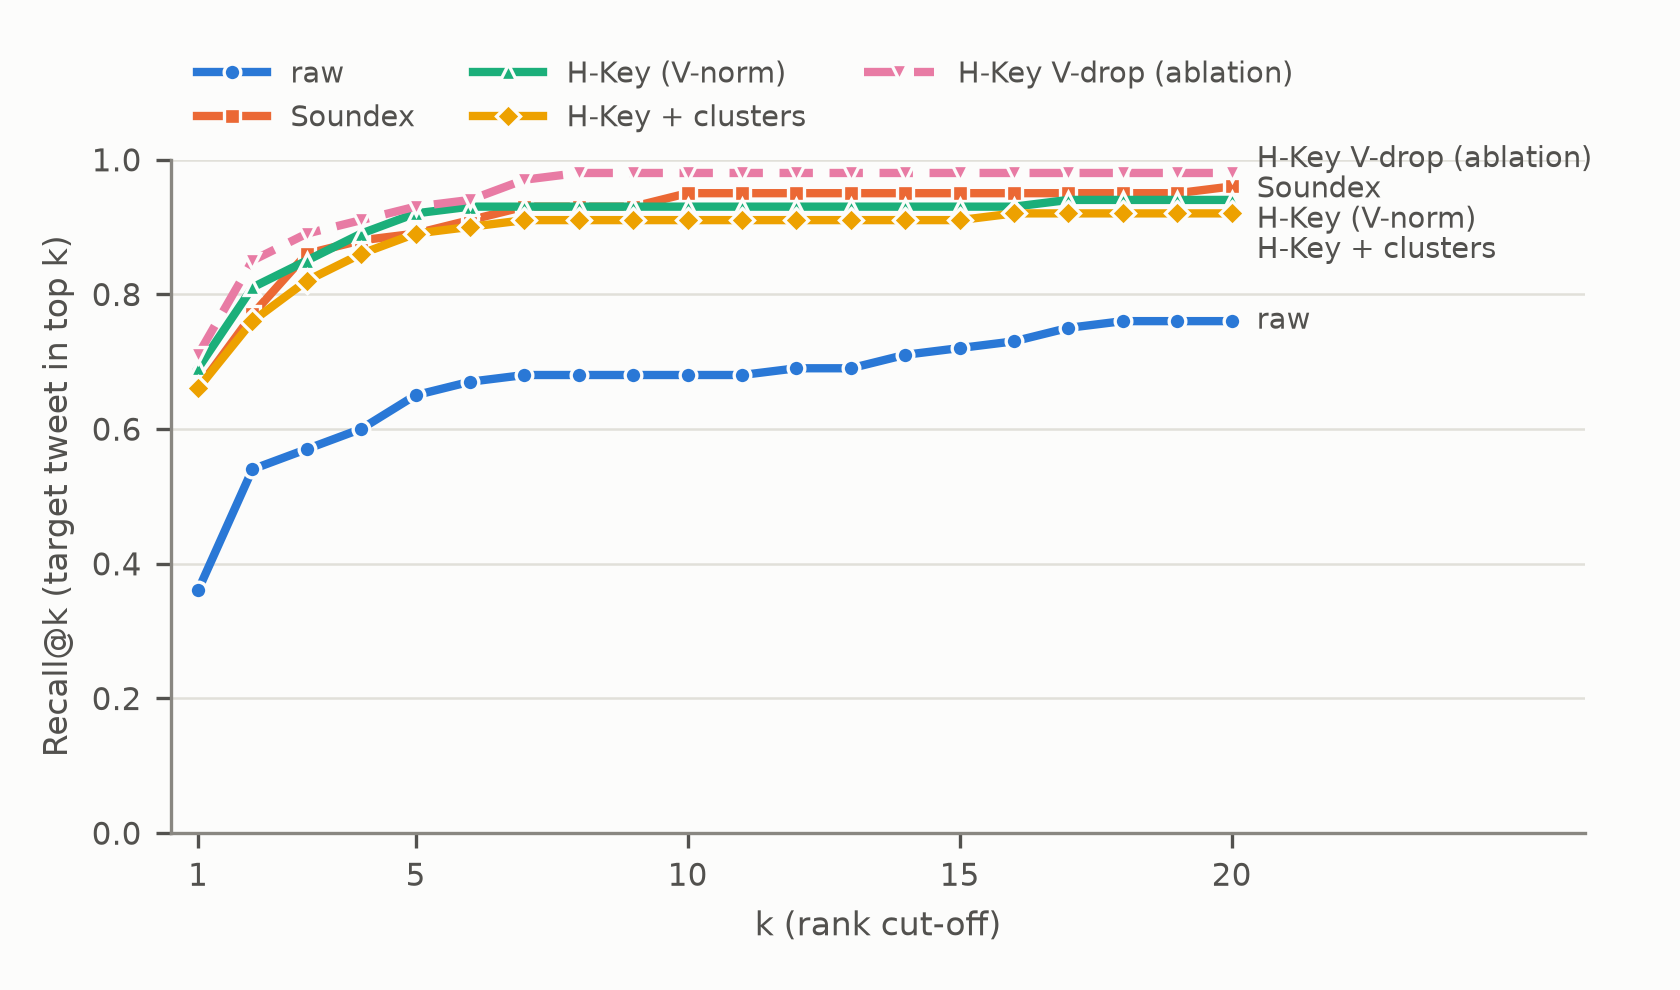 raw
Soundex
H-Key (V-norm)
H-Key + clusters
H-Key V-drop (ablation)
Recall@k (target tweet in top k)
1.0
0.8
0.6
0.4
0.2
0.0
H-Key V-drop (ablation)
Soundex
H-Key (V-norm)
H-Key + clusters
raw
1
5
10
15
20
k (rank cut-off)